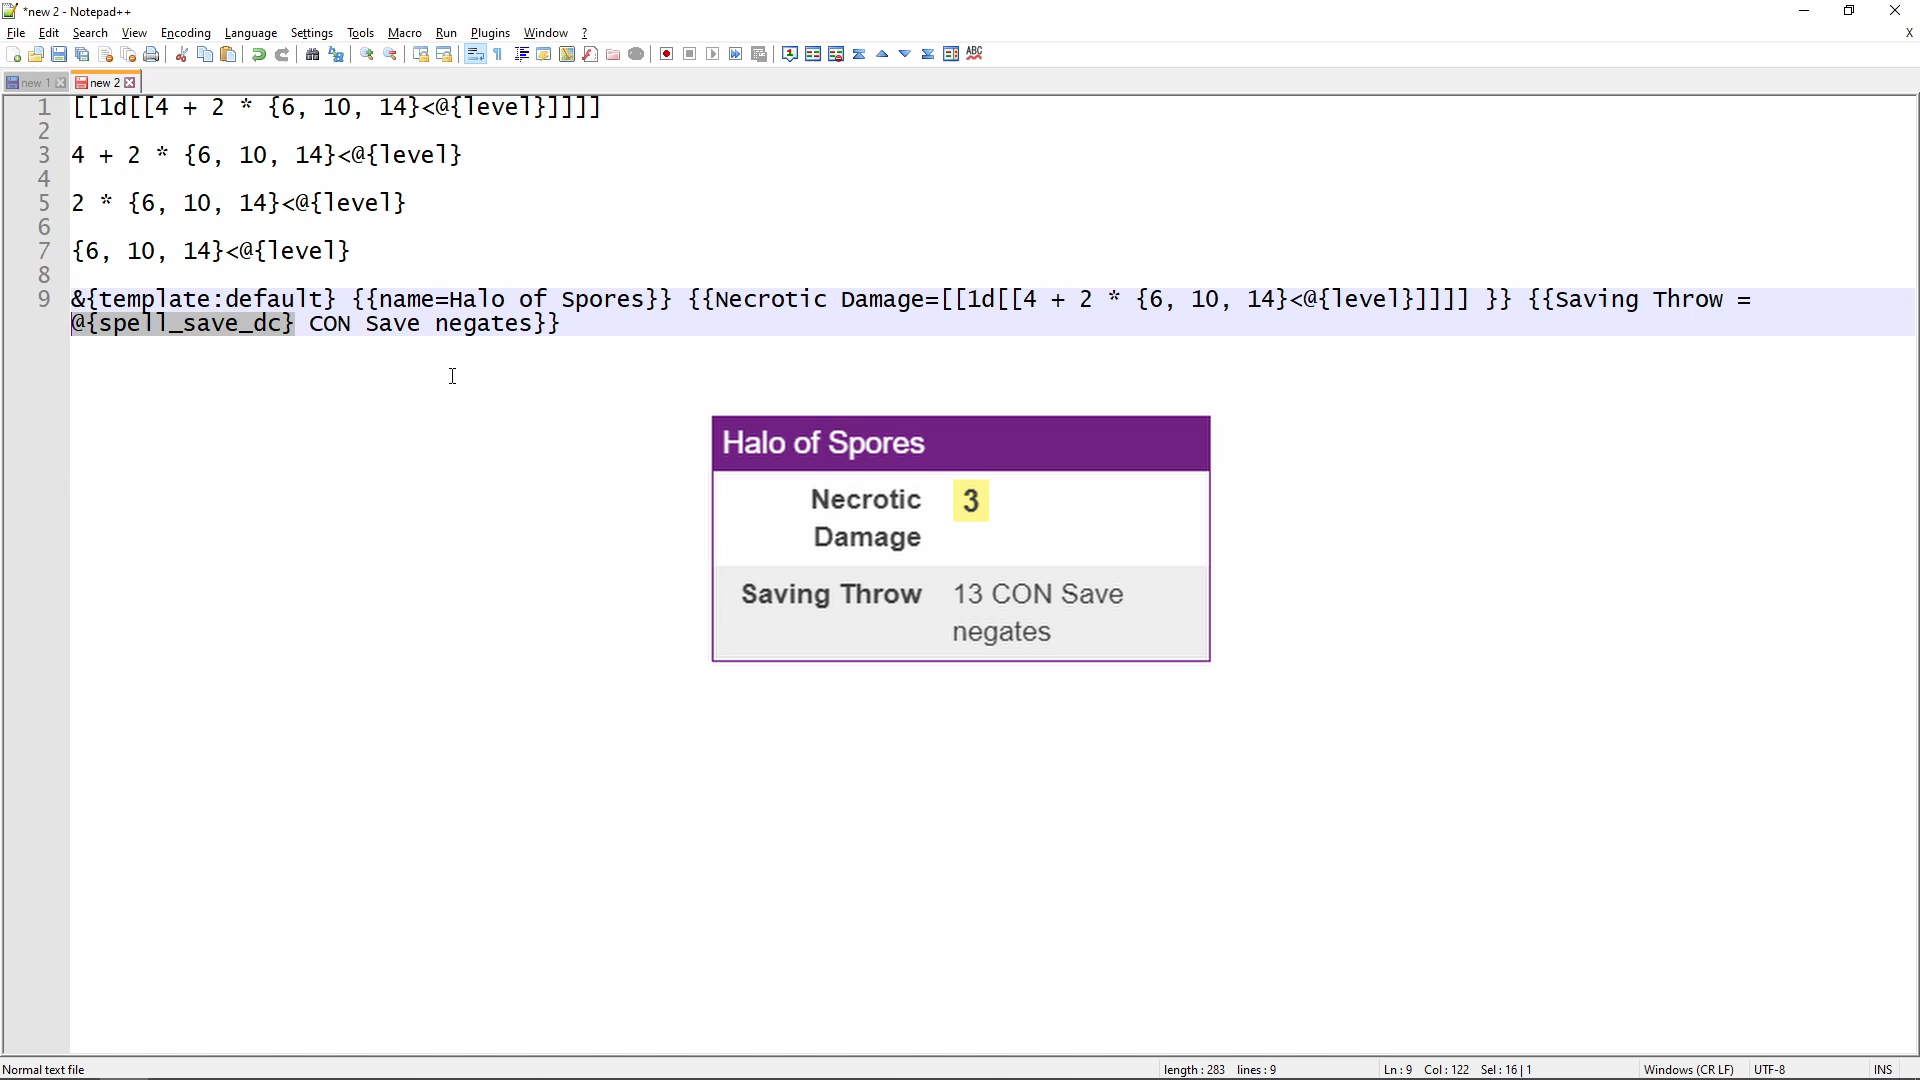 *new 2 - Notepad++
File Edit Search View Encoding Language Settings Tools Macro Run Plugins Window ? X
new 1 new 2
1 [[1d[[4 + 2 * {6, 10, 14}<@{level}]]]]
2
3 4 + 2 * {6, 10, 14}<@{level}
4
5 2 * {6, 10, 14}<@{level}
6
7 {6, 10, 14}<@{level}
8
9 &{template:default} {{name=Halo of Spores}} {{Necrotic Damage=[[1d[[4 + 2 * {6, 10, 14}<@{level}]]]] }} {{Saving Throw =
@{spell_save_dc} CON Save negates}}
Halo of Spores
Necrotic 3
Damage
Saving Throw 13 CON Save
negates
Normal text file length : 283 lines : 9 Ln : 9 Col : 122 Sel : 16 | 1 Windows (CR LF) UTF-8 INS